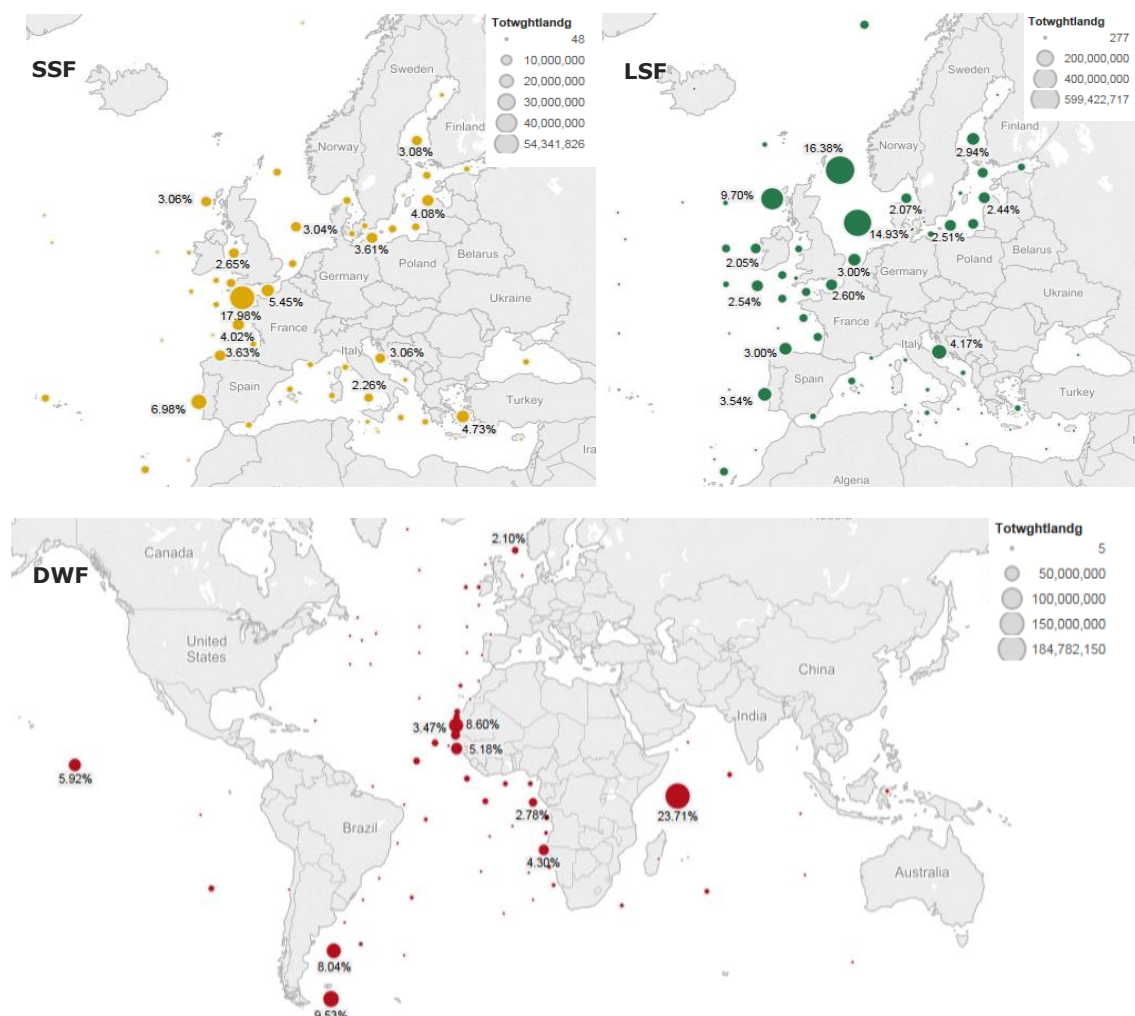 SSF
Totwghtlandg
48
10,000,000
20,000,000
30,000,000
40,000,000
54,341,826
Sweden
Finland
Norway
3.08%
3.06%
4.08%
3.04%
3.61%
2.65%
Belarus
Poland
Germany
5.45%
Ukraine
17.98%
France
4.02%
3.63%
Italy
3.06%
2.26%
Spain
Turkey
6.98%
4.73%
Ira
LSF
Totwghtlandg
277
200,000,000
400,000,000
599,422,717
Sweden
Finland
16.38%
Norway
2.94%
9.70%
2.07%
2.44%
14.93%
2.51%
Belarus
2.05%
3.00%
Poland
Germany
2.54%
2.60%
Ukraine
France
4.17%
3.00%
Italy
Spain
Turkey
3.54%
Algeria
DWF
Totwghtlandg
5
50,000,000
100,000,000
150,000,000
184,782,150
Canada
2.10%
United
States
China
India
3.47%
8.60%
5.18%
5.92%
2.78%
23.71%
Brazil
4.30%
Australia
8.04%
9.53%